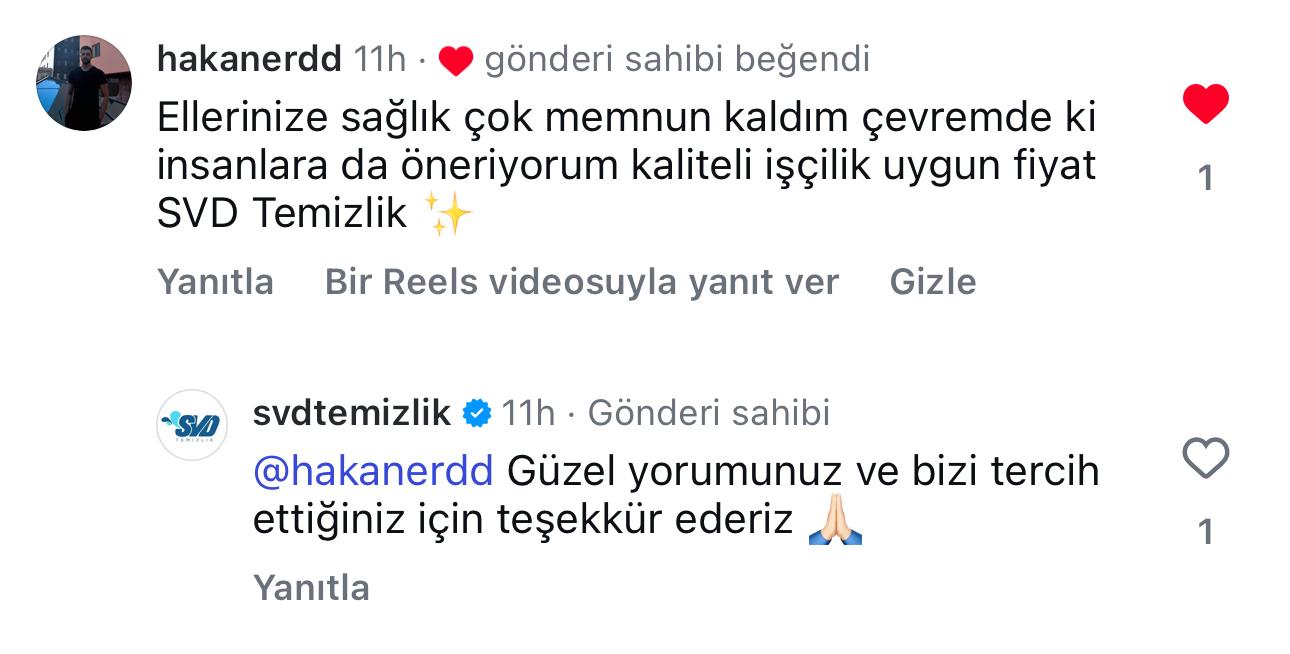 hakanerdd 11h · ❤️ gönderi sahibi beğendi
Ellerinize sağlık çok memnun kaldım çevremde ki
insanlara da öneriyorum kaliteli işçilik uygun fiyat
SVD Temizlik ✨
1
Yanıtla Bir Reels videosuyla yanıt ver Gizle
SVD
TEMİZLİK
svdtemizlik 11h · Gönderi sahibi
@hakanerdd Güzel yorumunuz ve bizi tercih
ettiğiniz için teşekkür ederiz 🙏🏻
1
Yanıtla